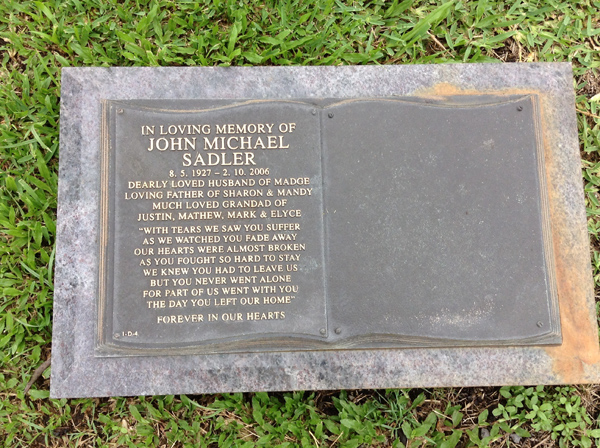 IN LOVING MEMORY OF
JOHN MICHAEL
SADLER
8. 5. 1927 – 2. 10. 2006
DEARLY LOVED HUSBAND OF MADGE
LOVING FATHER OF SHARON & MANDY
MUCH LOVED GRANDAD OF
JUSTIN, MATHEW, MARK & ELYCE
"WITH TEARS WE SAW YOU SUFFER
AS WE WATCHED YOU FADE AWAY
OUR HEARTS WERE ALMOST BROKEN
AS YOU FOUGHT SO HARD TO STAY
WE KNEW YOU HAD TO LEAVE US
BUT YOU NEVER WENT ALONE
FOR PART OF US WENT WITH YOU
THE DAY YOU LEFT OUR HOME"
FOREVER IN OUR HEARTS
1-D-4